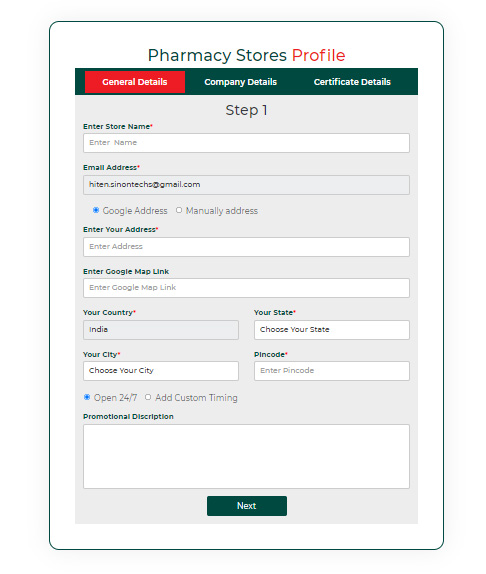 Pharmacy Stores Profile
General Details Company Details Certificate Details
Step 1
Enter Store Name*
Enter Name
Email Address*
hiten.sinontechs@gmail.com
Google Address Manually address
Enter Your Address*
Enter Address
Enter Google Map Link
Enter Google Map Link
Your Country* Your State*
India Choose Your State
Your City* Pincode*
Choose Your City Enter Pincode
Open 24/7 Add Custom Timing
Promotional Discription
Next